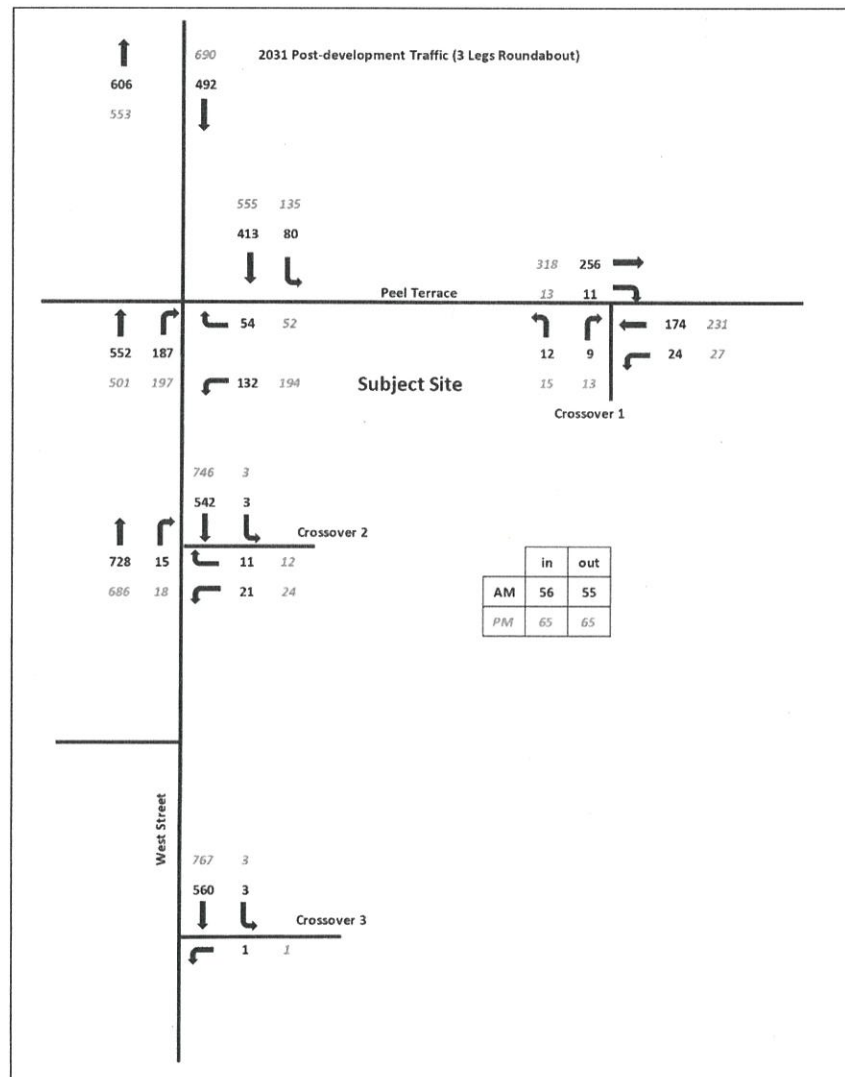 690 2031 Post-development Traffic (3 Legs Roundabout)
606 492
553
555 135
413 80
318 256
Peel Terrace 13 11
54 52 174 231
552 187 12 9 24 27
501 197 132 194 Subject Site 15 13
Crossover 1
746 3
542 3
Crossover 2
728 15 11 12 in out
686 18 21 24 AM 56 55
PM 65 65
West Street
767 3
560 3
Crossover 3
1 1